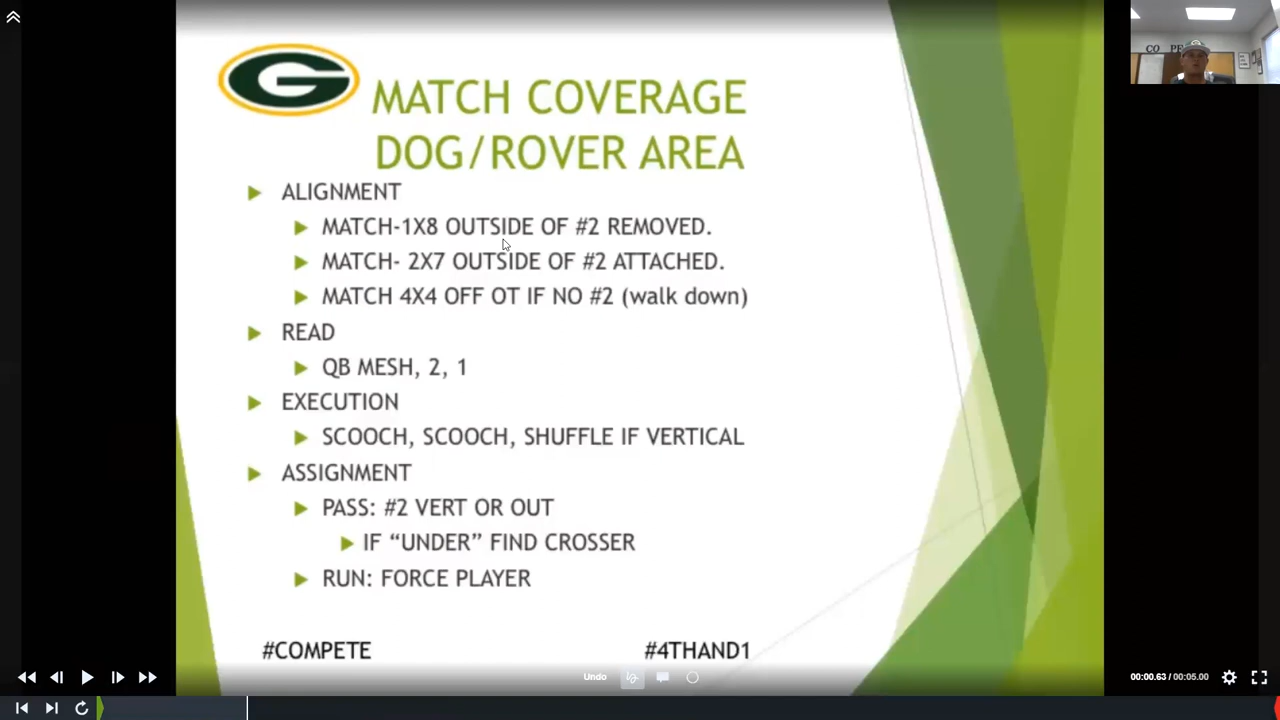 CO PE
G
MATCH COVERAGE
DOG/ROVER AREA
ALIGNMENT
MATCH-1X8 OUTSIDE OF #2 REMOVED.
MATCH- 2X7 OUTSIDE OF #2 ATTACHED.
MATCH 4X4 OFF OT IF NO #2 (walk down)
READ
QB MESH, 2, 1
EXECUTION
SCOOCH, SCOOCH, SHUFFLE IF VERTICAL
ASSIGNMENT
PASS: #2 VERT OR OUT
IF “UNDER” FIND CROSSER
RUN: FORCE PLAYER
#COMPETE #4THAND1
Undo
00:00.63 / 00:05.00